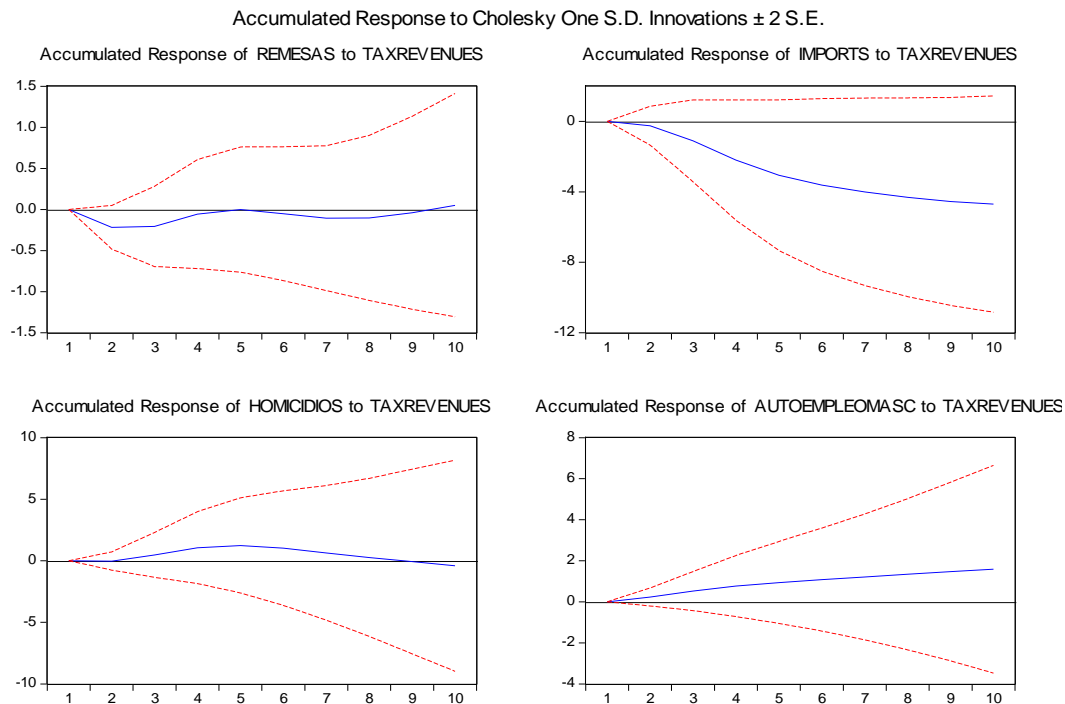 Accumulated Response to Cholesky One S.D. Innovations ± 2 S.E.
Accumulated Response of REMESAS to TAXREVENUES
1.5
1.0
0.5
0.0
-0.5
-1.0
-1.5
1 2 3 4 5 6 7 8 9 10
Accumulated Response of IMPORTS to TAXREVENUES
0
-4
-8
-12
1 2 3 4 5 6 7 8 9 10
Accumulated Response of HOMICIDIOS to TAXREVENUES
10
5
0
-5
-10
1 2 3 4 5 6 7 8 9 10
Accumulated Response of AUTOEMPLEOMASC to TAXREVENUES
8
6
4
2
0
-2
-4
1 2 3 4 5 6 7 8 9 10